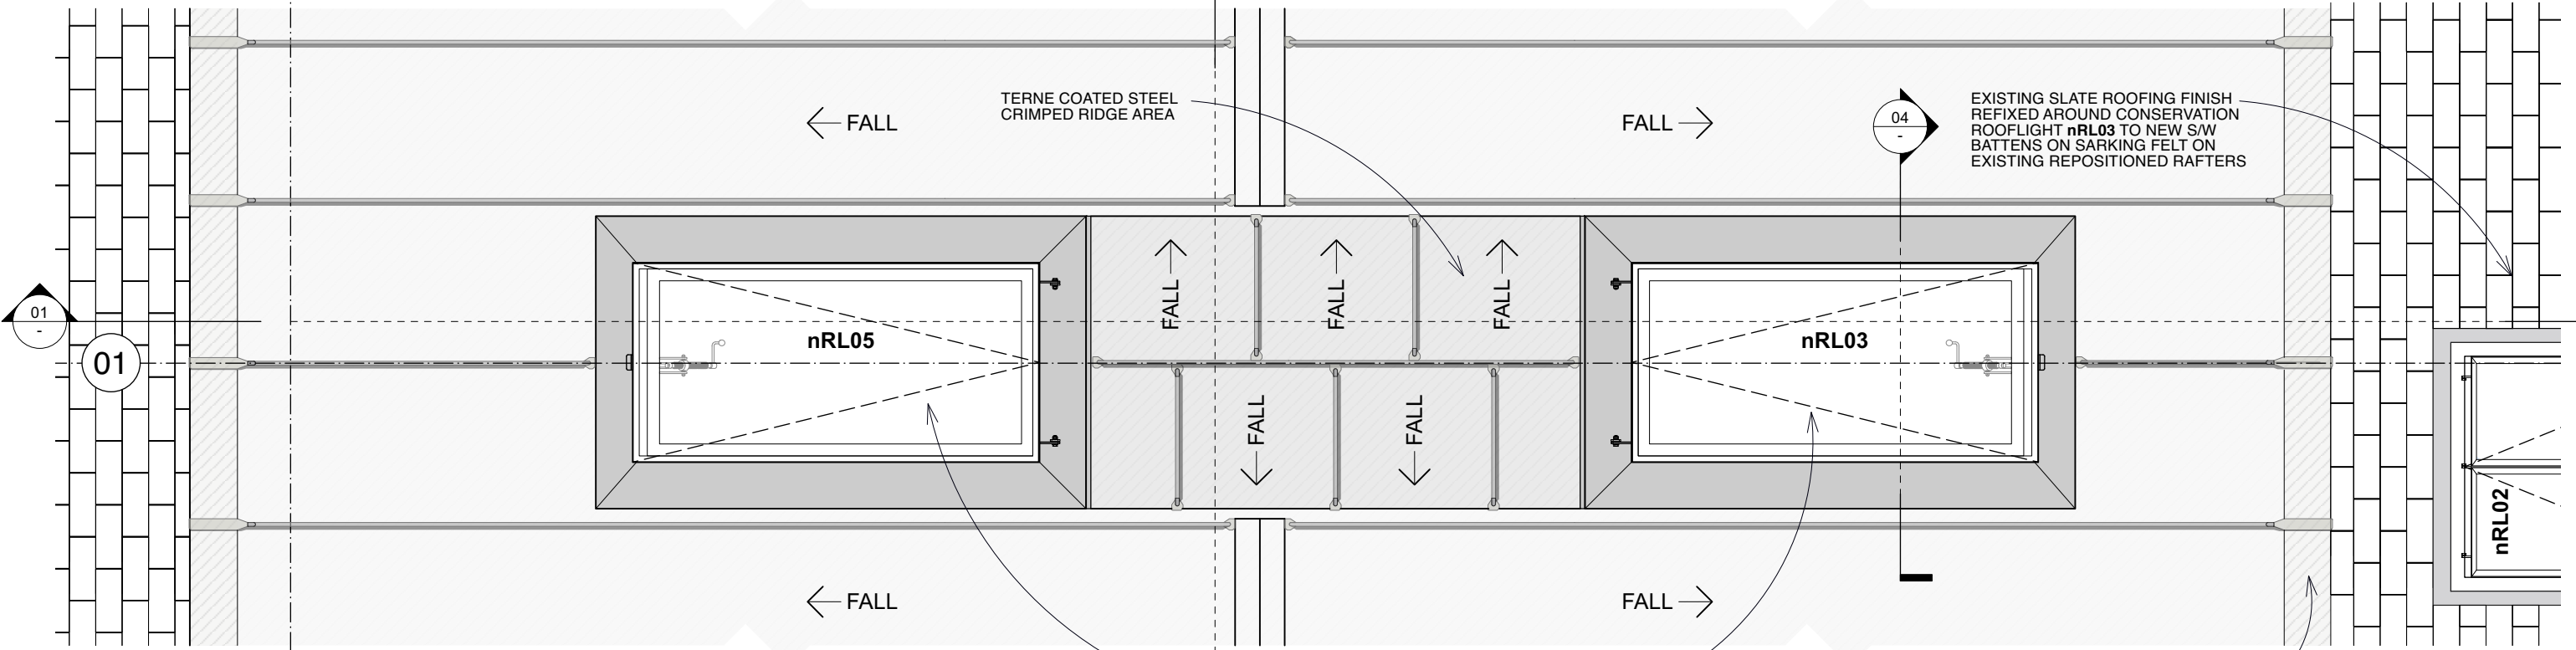 TERNE COATED STEEL
CRIMPED RIDGE AREA
FALL
FALL
04
-
EXISTING SLATE ROOFING FINISH
REFIXED AROUND CONSERVATION
ROOFLIGHT nRL03 TO NEW S/W
BATTENS ON SARKING FELT ON
EXISTING REPOSITIONED RAFTERS
01
-
01
nRL05
FALL
FALL
FALL
nRL03
FALL
FALL
nRL02
FALL
FALL